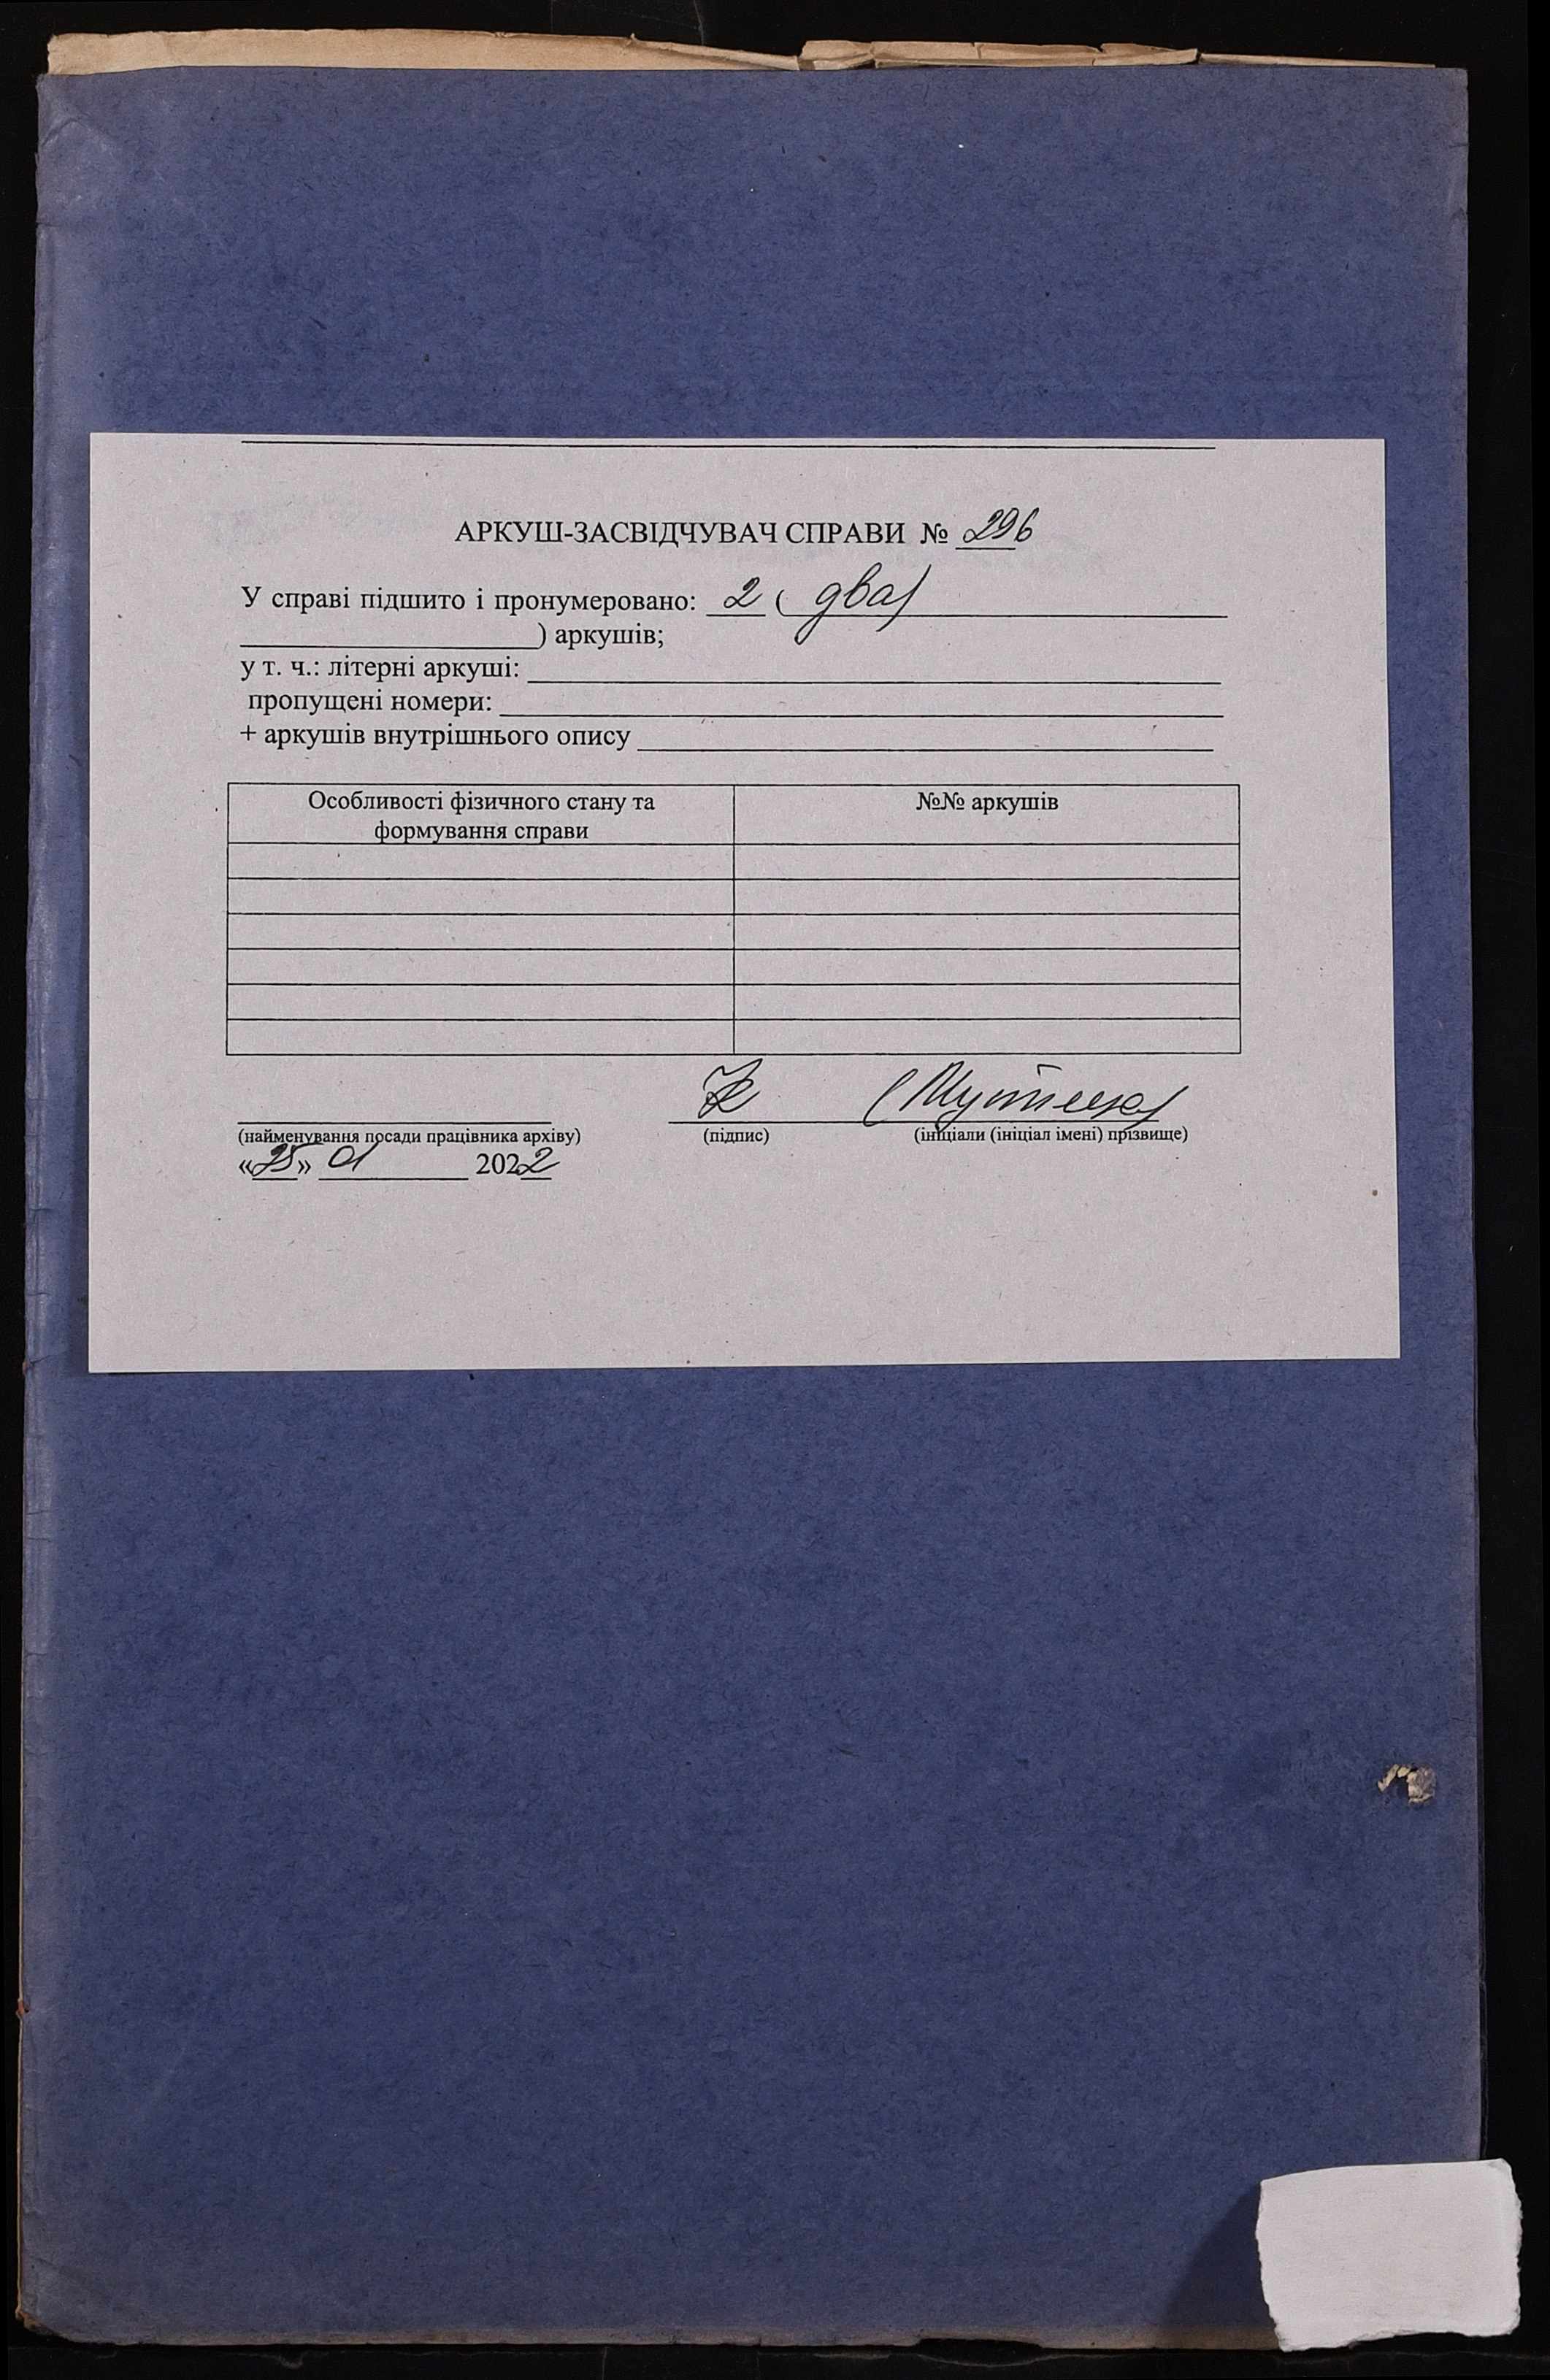 АРКУШ-ЗАСВІДЧУВАЧ СПРАВИ № 296
У справі підшито і пронумеровано: 2 ( два)
) аркушів;
у т. ч.: літерні аркуші:
пропущені номери:
+ аркушів внутрішнього опису
Особливості фізичного стану та
формування справи
№№ аркушів
(найменування посади працівника архіву)
(підпис)
(ініціали (ініціал імені) прізвище)
«25» 01 2022